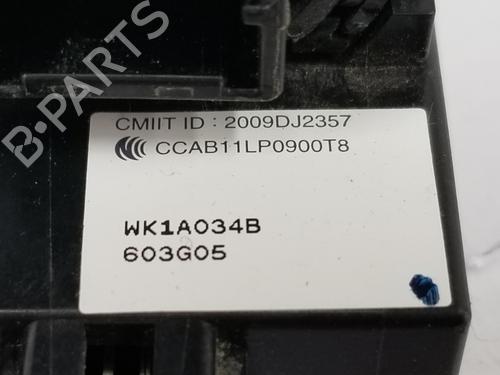 CMIIT ID : 2009DJ2357
CCAB11LP0900T8
WK1A034B
603G05
B-PARTS